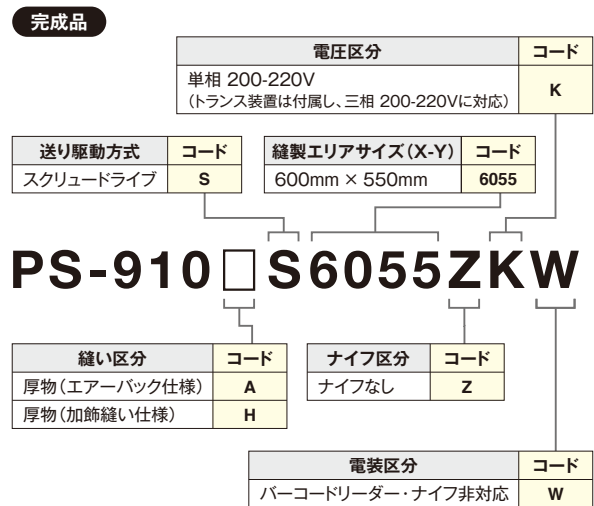 完成品
電圧区分 コード
単相 200-220V
（トランス装置は付属し、三相 200-220Vに対応） K
送り駆動方式 コード
スクリュードライブ S
縫製エリアサイズ（X-Y） コード
600mm × 550mm 6055
PS-910□S6055ZKW
縫い区分 コード
厚物（エアーバック仕様） A
厚物（加飾縫い仕様） H
ナイフ区分 コード
ナイフなし Z
電装区分 コード
バーコードリーダー・ナイフ非対応 W